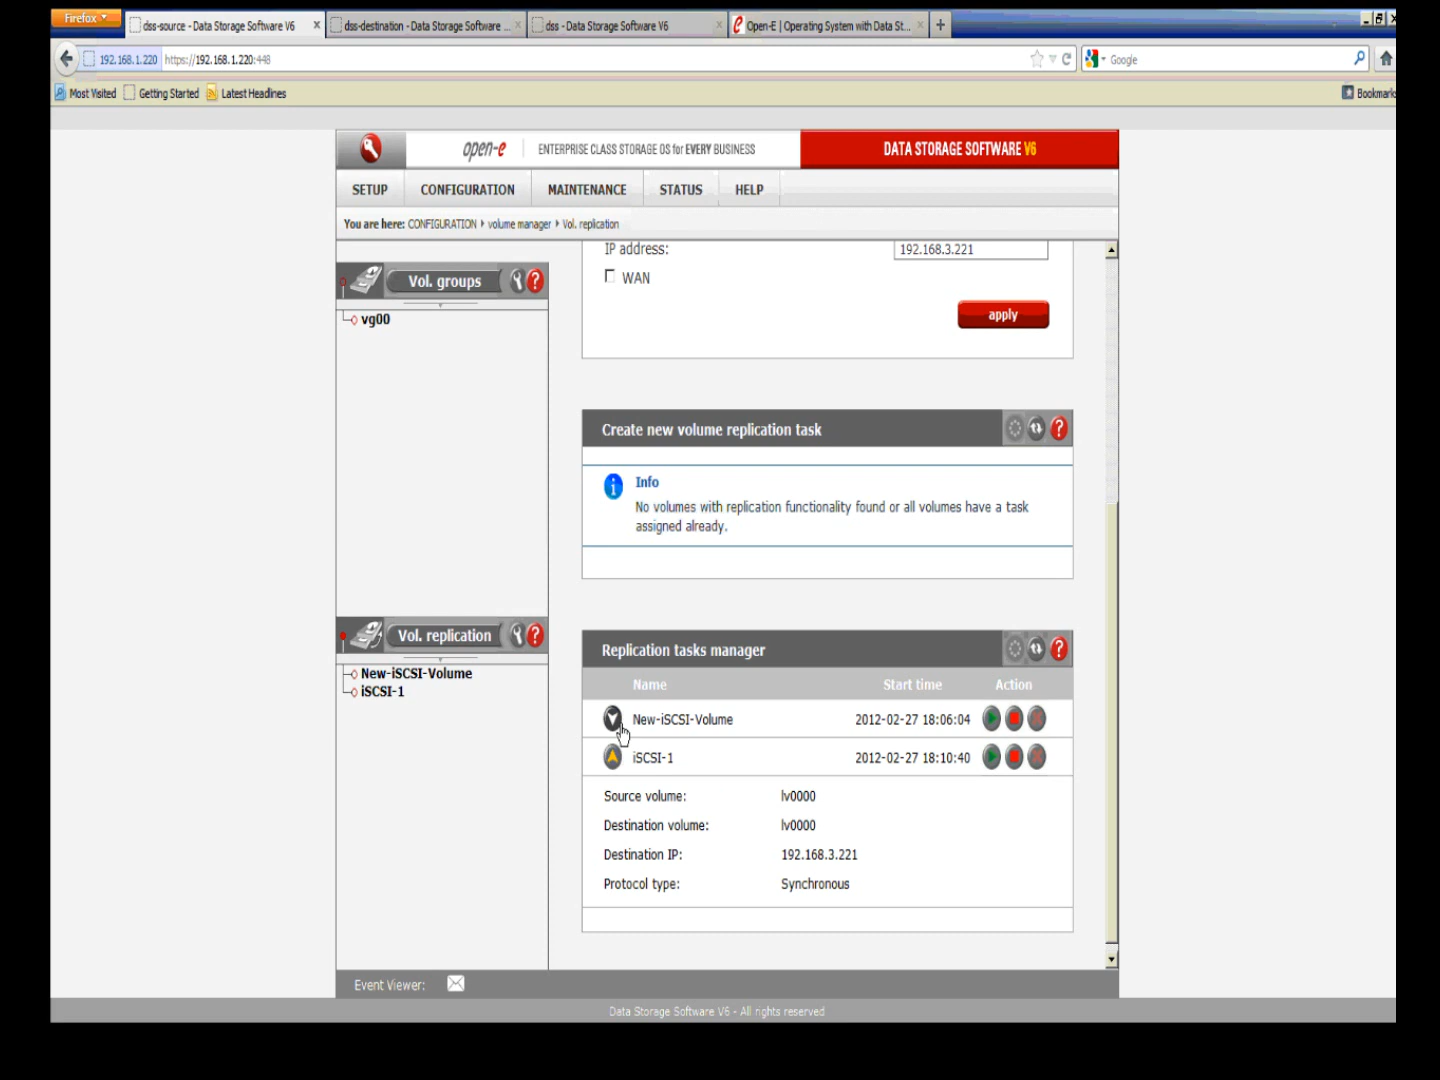 Firefox
dss-source - Data Storage Software V6
dss-destination - Data Storage Software ...
dss - Data Storage Software V6
Open-E | Operating System with Data St...
192.168.1.220 https://192.168.1.220:448
Google
Most Visited Getting Started Latest Headlines
Bookmark
open-e ENTERPRISE CLASS STORAGE OS for EVERY BUSINESS
DATA STORAGE SOFTWARE V6
SETUP CONFIGURATION MAINTENANCE STATUS HELP
You are here: CONFIGURATION volume manager Vol. replication
Vol. groups
vg00
IP address: 192.168.3.221
WAN
apply
Create new volume replication task
Info
No volumes with replication functionality found or all volumes have a task
assigned already.
Vol. replication
New-iSCSI-Volume
iSCSI-1
Replication tasks manager
Name Start time Action
New-iSCSI-Volume 2012-02-27 18:06:04
iSCSI-1 2012-02-27 18:10:40
Source volume: lv0000
Destination volume: lv0000
Destination IP: 192.168.3.221
Protocol type: Synchronous
Event Viewer:
Data Storage Software V6 - All rights reserved